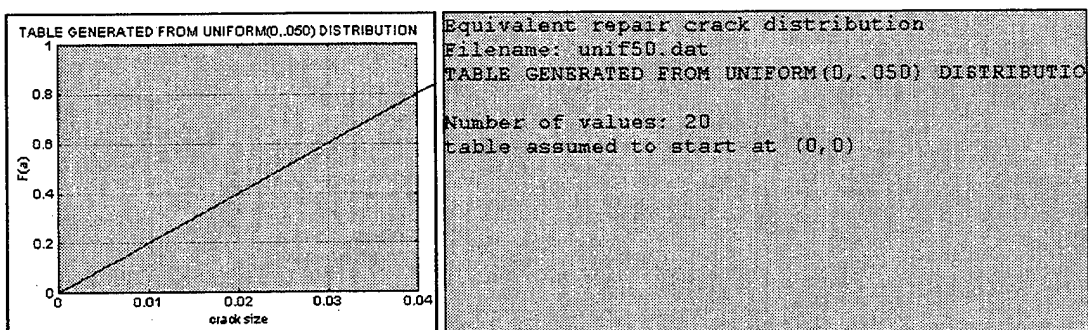 TABLE GENERATED FROM UNIFORM(0,.050) DISTRIBUTION
1
0.8
0.6
0.4
0.2
0
F(a)
0 0.01 0.02 0.03 0.04
crack size
Equivalent repair crack distribution
Filename: unif50.dat
TABLE GENERATED FROM UNIFORM(0,.050) DISTRIBUTIO
Number of values: 20
table assumed to start at (0,0)